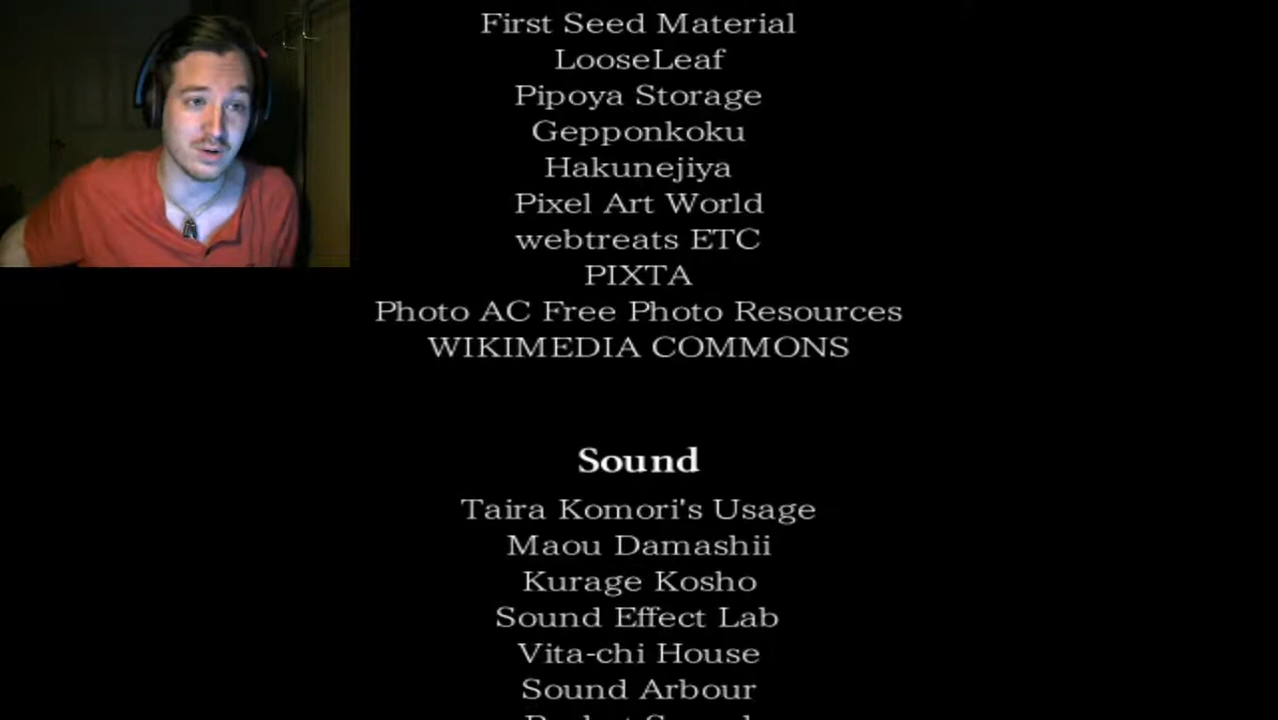 First Seed Material
LooseLeaf
Pipoya Storage
Gepponkoku
Hakunejiya
Pixel Art World
webtreats ETC
PIXTA
Photo AC Free Photo Resources
WIKIMEDIA COMMONS
Sound
Taira Komori's Usage
Maou Damashii
Kurage Kosho
Sound Effect Lab
Vita-chi House
Sound Arbour